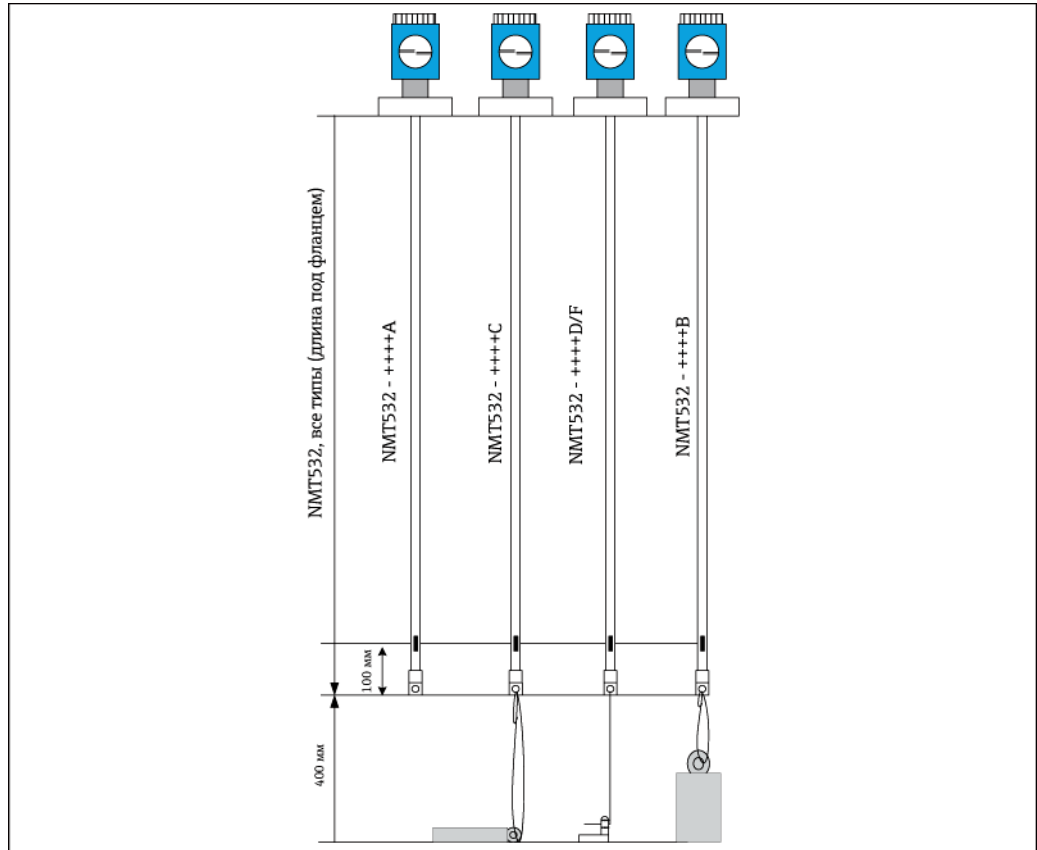 NMT532, все типы (длина под фланцем)
NMT532 - ++++A
NMT532 - ++++C
NMT532 - ++++D/F
NMT532 - ++++B
100 мм
400 мм